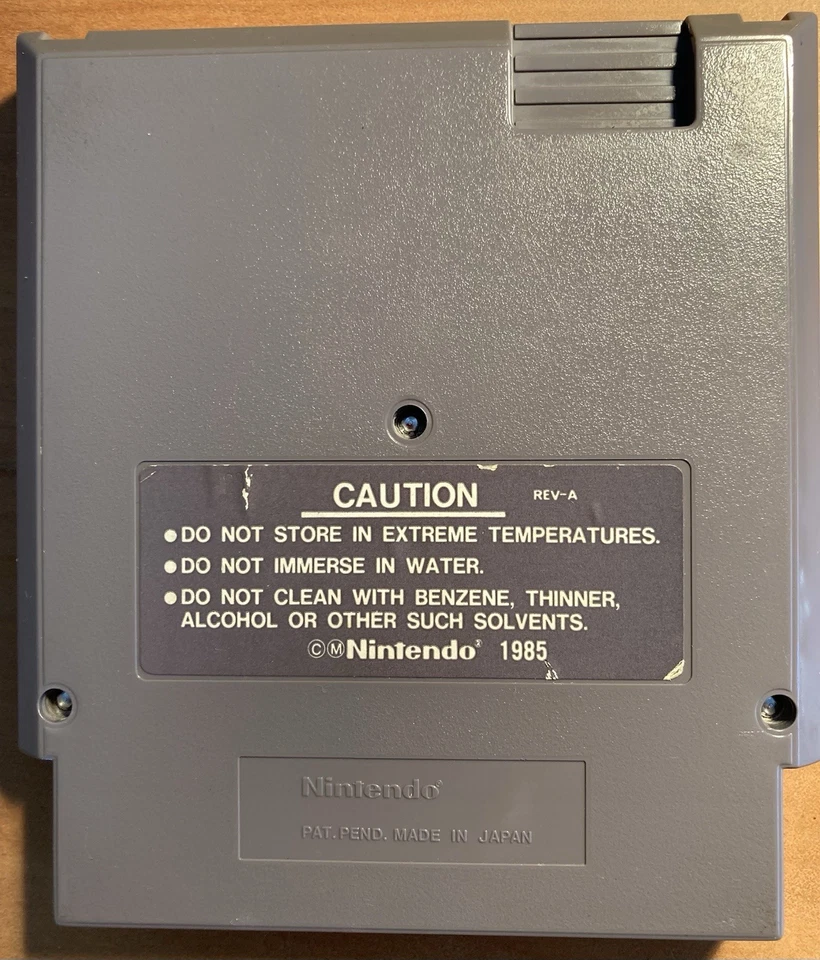 CAUTION REV-A
●DO NOT STORE IN EXTREME TEMPERATURES.
●DO NOT IMMERSE IN WATER.
●DO NOT CLEAN WITH BENZENE, THINNER,
ALCOHOL OR OTHER SUCH SOLVENTS.
ⒸⓂNintendo® 1985
Nintendo®
PAT. PEND. MADE IN JAPAN